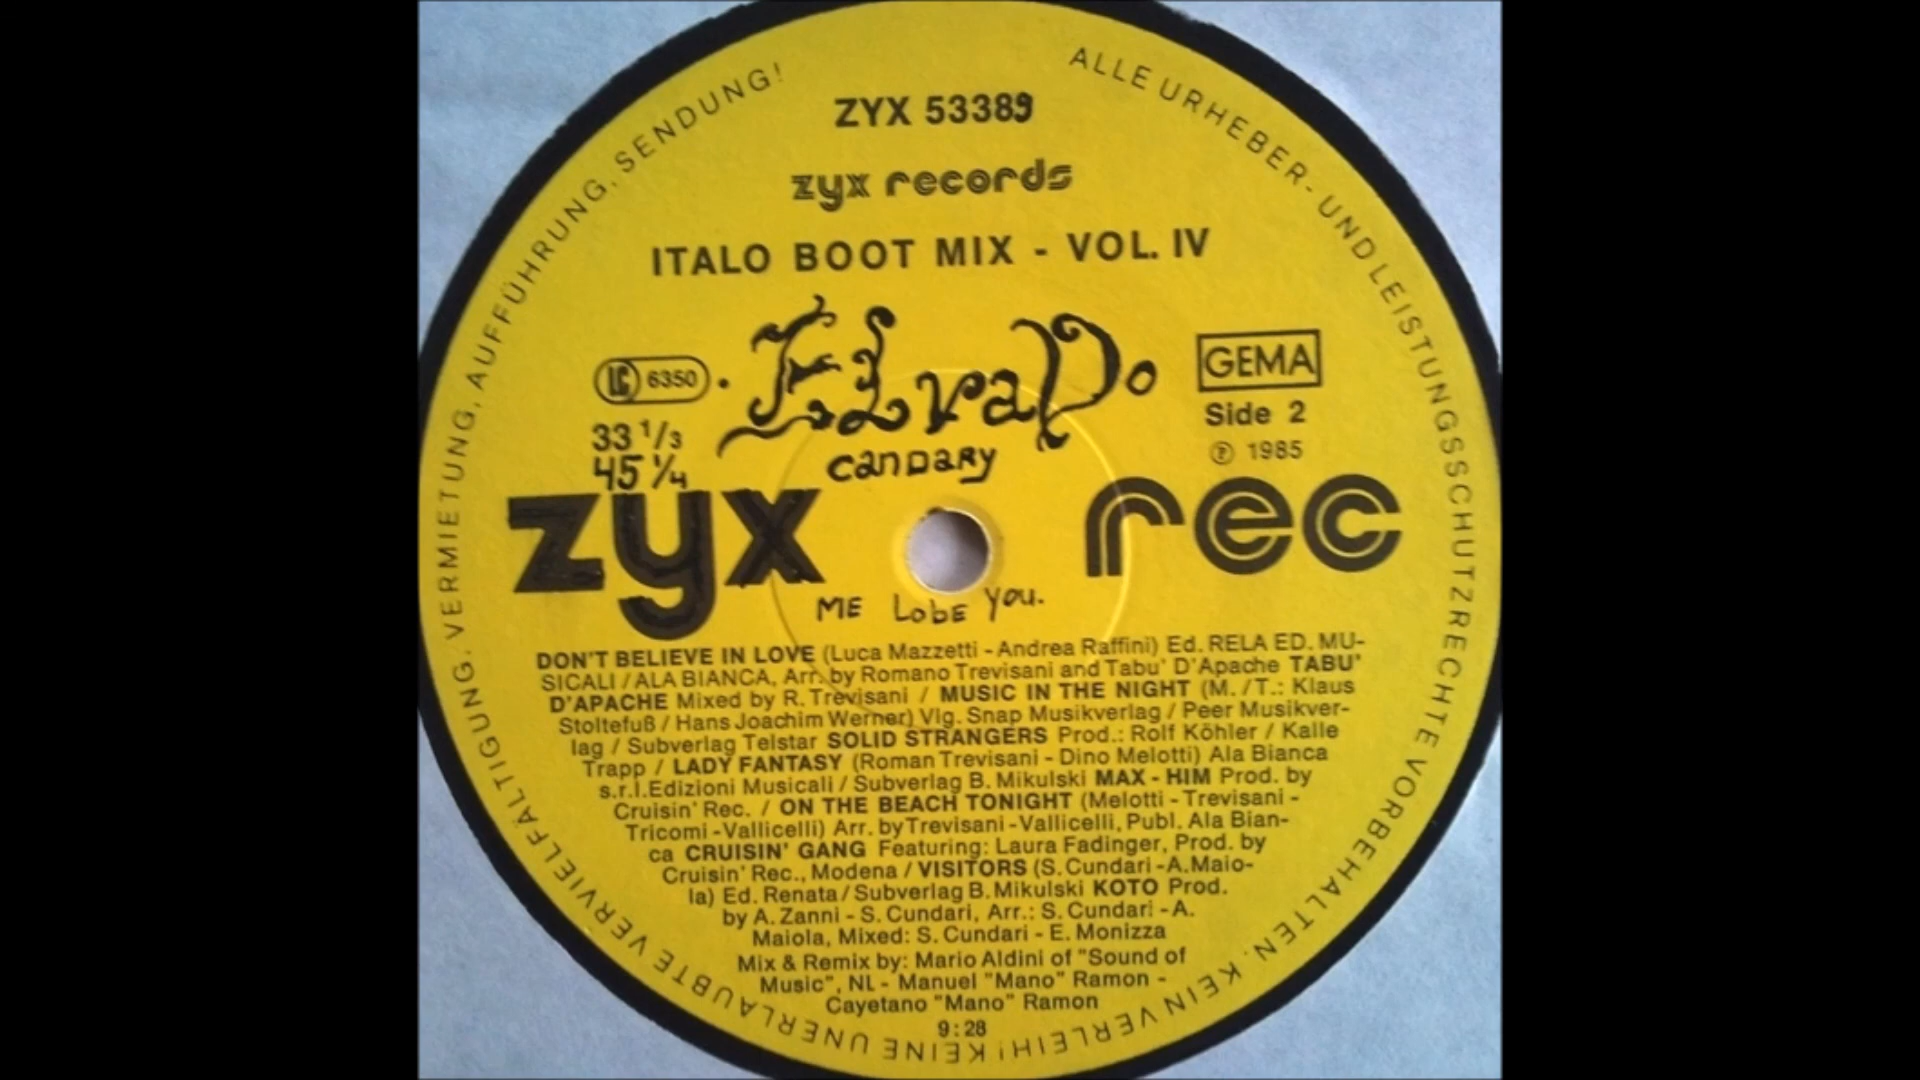 ALLE URHEBER- UND LEISTUNGSSCHUTZRECHTE VORBEHALTEN. KEIN VERLEIH! KEINE UNERLAUBTE VERVIELFÄLTIGUNG. VERMIETUNG, AUFFÜHRUNG, SENDUNG!
ZYX 53389
zyx records
ITALO BOOT MIX - VOL. IV
LC 6350
GEMA
Side 2
33 1/3
℗ 1985
45 1/4
CanDaRy
zyx rec
ME LobE You.
DON'T BELIEVE IN LOVE (Luca Mazzetti - Andrea Raffini) Ed. RELA ED. MU-
SICALI / ALA BIANCA, Arr. by Romano Trevisani and Tabu' D'Apache TABU'
D'APACHE Mixed by R. Trevisani / MUSIC IN THE NIGHT (M. / T.: Klaus
Stoltefuß / Hans Joachim Werner) Vlg. Snap Musikverlag / Peer Musikver-
lag / Subverlag Telstar SOLID STRANGERS Prod.: Rolf Köhler / Kalle
Trapp / LADY FANTASY (Roman Trevisani - Dino Melotti) Ala Bianca
s.r.l.Edizioni Musicali / Subverlag B. Mikulski MAX - HIM Prod. by
Cruisin' Rec. / ON THE BEACH TONIGHT (Melotti - Trevisani -
Tricomi - Vallicelli) Arr. by Trevisani - Vallicelli, Publ. Ala Bian-
ca CRUISIN' GANG Featuring: Laura Fadinger, Prod. by
Cruisin' Rec., Modena / VISITORS (S. Cundari - A. Maio-
la) Ed. Renata / Subverlag B. Mikulski KOTO Prod.
by A. Zanni - S. Cundari, Arr.: S. Cundari - A.
Maiola, Mixed: S. Cundari - E. Monizza
Mix & Remix by: Mario Aldini of "Sound of
Music", NL - Manuel "Mano" Ramon -
Cayetano "Mano" Ramon
9:28